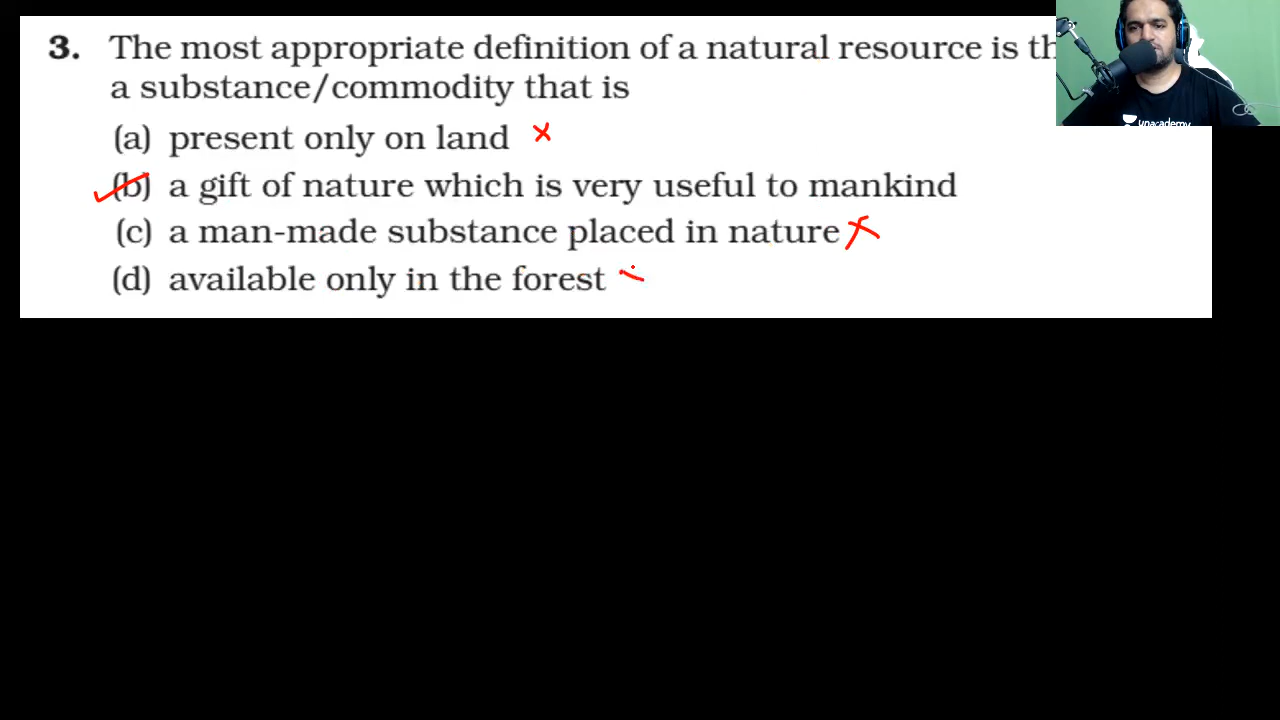 3. The most appropriate definition of a natural resource is th
a substance/commodity that is
(a) present only on land
(b) a gift of nature which is very useful to mankind
(c) a man-made substance placed in nature
(d) available only in the forest
unacademy